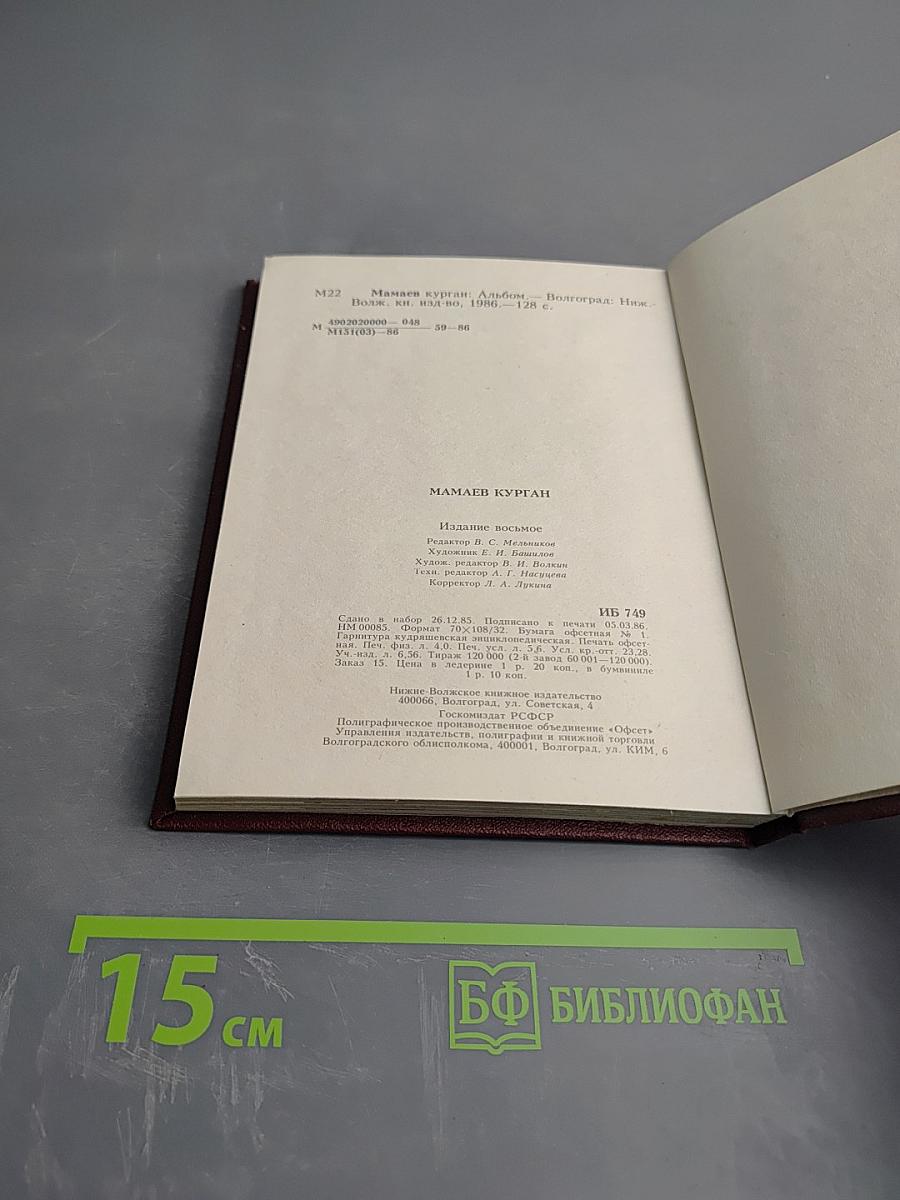 М22 Мамаев курган: Альбом.— Волгоград: Ниж.-
Волж. кн. изд-во, 1986.—128 с.
М 4902020000—048 59—86
М151(03)—86
МАМАЕВ КУРГАН
Издание восьмое
Редактор В. С. Мельников
Художник Е. И. Башилов
Худож. редактор В. И. Волкин
Техн. редактор А. Г. Насуцева
Корректор Л. А. Лукина
ИБ 749
Сдано в набор 26.12.85. Подписано к печати 05.03.86.
НМ 00085. Формат 70×108/32. Бумага офсетная № 1.
Гарнитура кудряшевская энциклопедическая. Печать офсет-
ная. Печ. физ. л. 4,0. Печ. усл. л. 5,6. Усл. кр.-отт. 23,28.
Уч.-изд. л. 6,56. Тираж 120 000 (2-й завод 60 001—120 000).
Заказ 15. Цена в ледерине 1 р. 20 коп., в бумвиниле
1 р. 10 коп.
Нижне-Волжское книжное издательство
400066, Волгоград, ул. Советская, 4
Госкомиздат РСФСР
Полиграфическое производственное объединение «Офсет»
Управления издательств, полиграфии и книжной торговли
Волгоградского облисполкома, 400001, Волгоград, ул. КИМ, 6
15 см
БФ БИБЛИОФАН